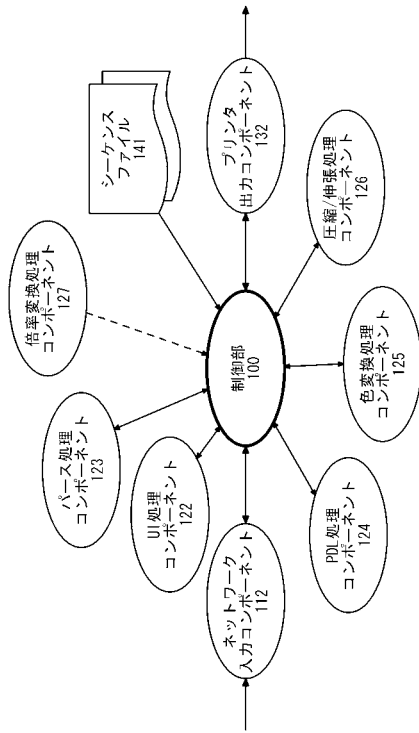 シーケンス
ファイル
141
倍率変換処理
コンポーネント
127
パース処理
コンポーネント
123
UI処理
コンポーネント
122
ネットワーク
入力コンポーネント
112
制御部
100
プリンタ
出力コンポーネント
132
圧縮/伸張処理
コンポーネント
126
色変換処理
コンポーネント
125
PDL処理
コンポーネント
124